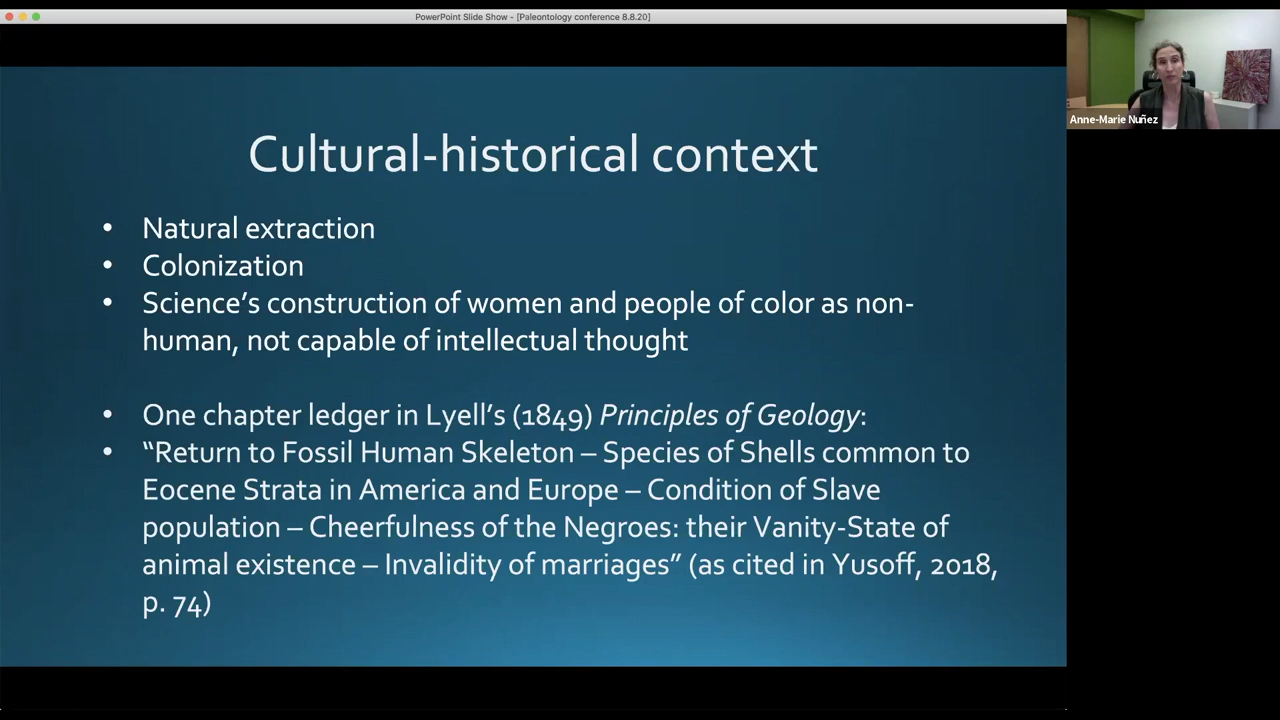 PowerPoint Slide Show - [Paleontology conference 8.8.20]
Anne-Marie Nuñez
Cultural-historical context
• Natural extraction
• Colonization
• Science’s construction of women and people of color as non-
human, not capable of intellectual thought
• One chapter ledger in Lyell’s (1849) Principles of Geology:
• “Return to Fossil Human Skeleton – Species of Shells common to
Eocene Strata in America and Europe – Condition of Slave
population – Cheerfulness of the Negroes: their Vanity-State of
animal existence – Invalidity of marriages” (as cited in Yusoff, 2018,
p. 74)